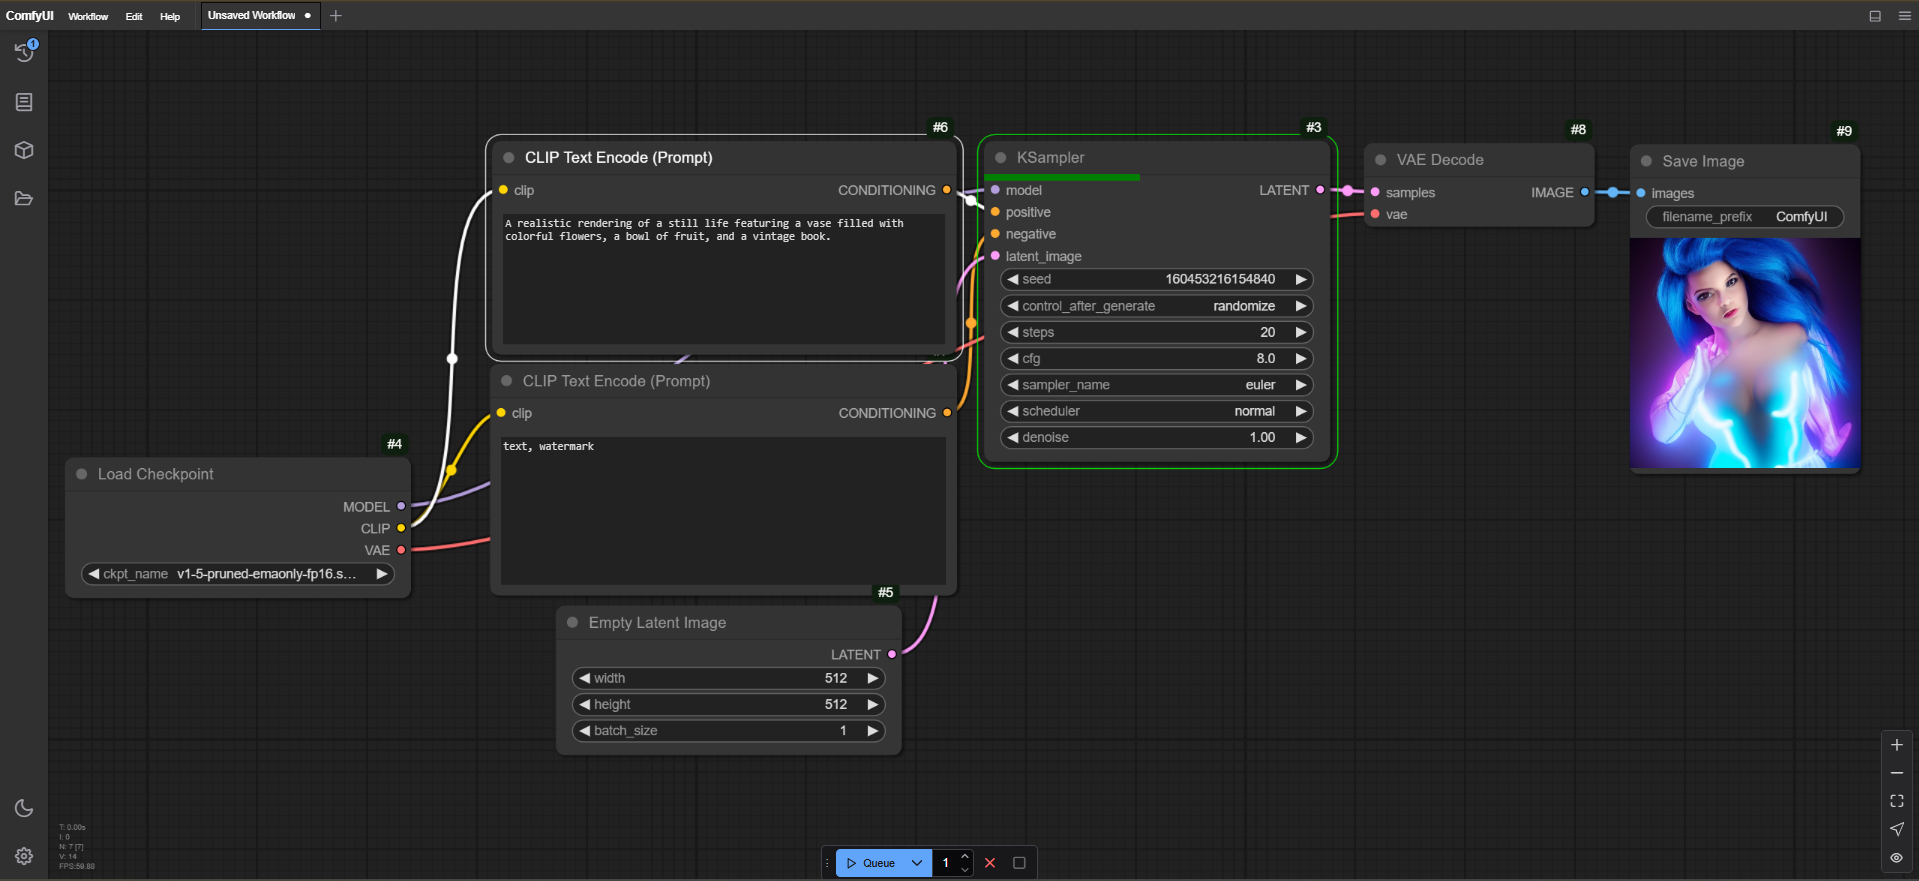 ComfyUI Workflow Edit Help Unsaved Workflow
1
#6
CLIP Text Encode (Prompt)
clip CONDITIONING
A realistic rendering of a still life featuring a vase filled with
colorful flowers, a bowl of fruit, and a vintage book.
#3
KSampler
model LATENT
positive
negative
latent_image
seed 160453216154840
control_after_generate randomize
steps 20
cfg 8.0
sampler_name euler
scheduler normal
denoise 1.00
#8
VAE Decode
samples IMAGE
vae
#9
Save Image
images
filename_prefix ComfyUI
CLIP Text Encode (Prompt)
clip CONDITIONING
text, watermark
#4
Load Checkpoint
MODEL
CLIP
VAE
ckpt_name v1-5-pruned-emaonly-fp16.s...
#5
Empty Latent Image
LATENT
width 512
height 512
batch_size 1
T: 0.00s
I: 0
N: 7 [7]
V: 14
FPS:59.88
Queue 1